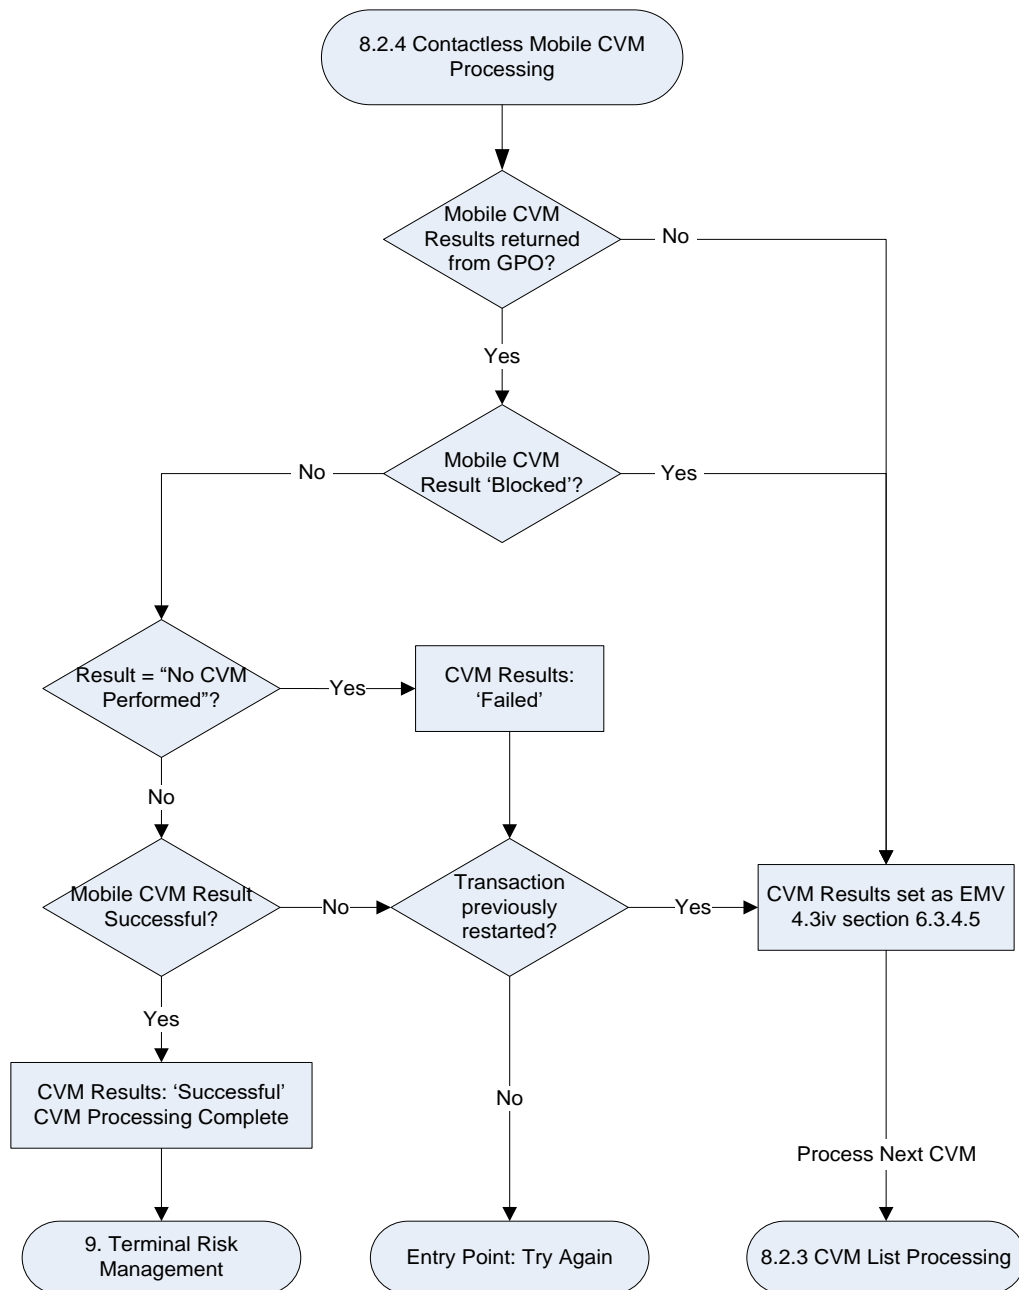 8.2.4 Contactless Mobile CVM
Processing
Mobile CVM
Results returned
from GPO?
No
Yes
Mobile CVM
Result ‘Blocked’?
No
Yes
Result = “No CVM
Performed”?
Yes
CVM Results:
‘Failed’
No
Mobile CVM Result
Successful?
No
Transaction
previously
restarted?
Yes
CVM Results set as EMV
4.3iv section 6.3.4.5
Yes
CVM Results: ‘Successful’
CVM Processing Complete
No
Process Next CVM
9. Terminal Risk
Management
Entry Point: Try Again
8.2.3 CVM List Processing